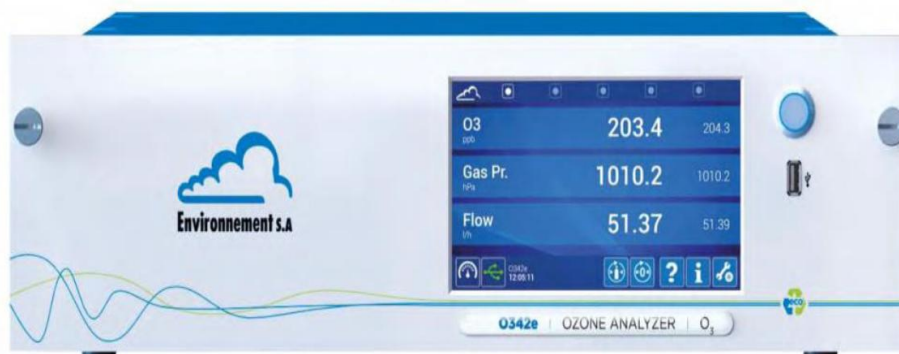 O3
ppb
203.4
204.3
Gas Pr.
hPa
1010.2
1010.2
Flow
l/h
51.37
51.39
Environnement s.a
O342e
12:05:11
? i
eco
O342e | OZONE ANALYZER | O3